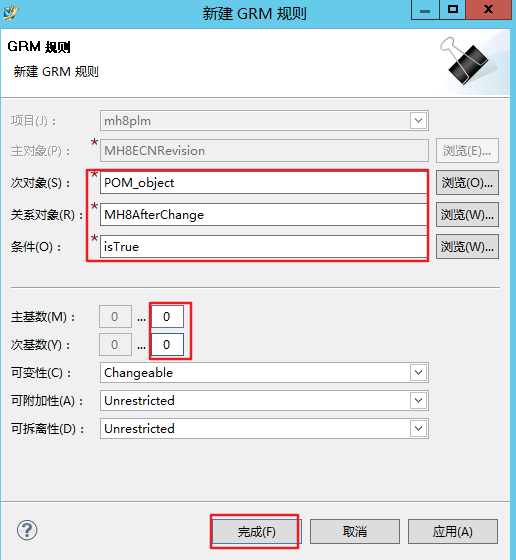 新建 GRM 规则
GRM 规则
新建 GRM 规则
项目(J)： mh8plm
主对象(P)： * MH8ECNRevision 浏览(E)...
次对象(S)： * POM_object 浏览(O)...
关系对象(R)： * MH8AfterChange 浏览(W)...
条件(O)： * isTrue 浏览(W)...
主基数(M)： 0 ... 0
次基数(Y)： 0 ... 0
可变性(C)： Changeable
可附加性(A)： Unrestricted
可拆离性(D)： Unrestricted
? 完成(F) 取消 应用(A)